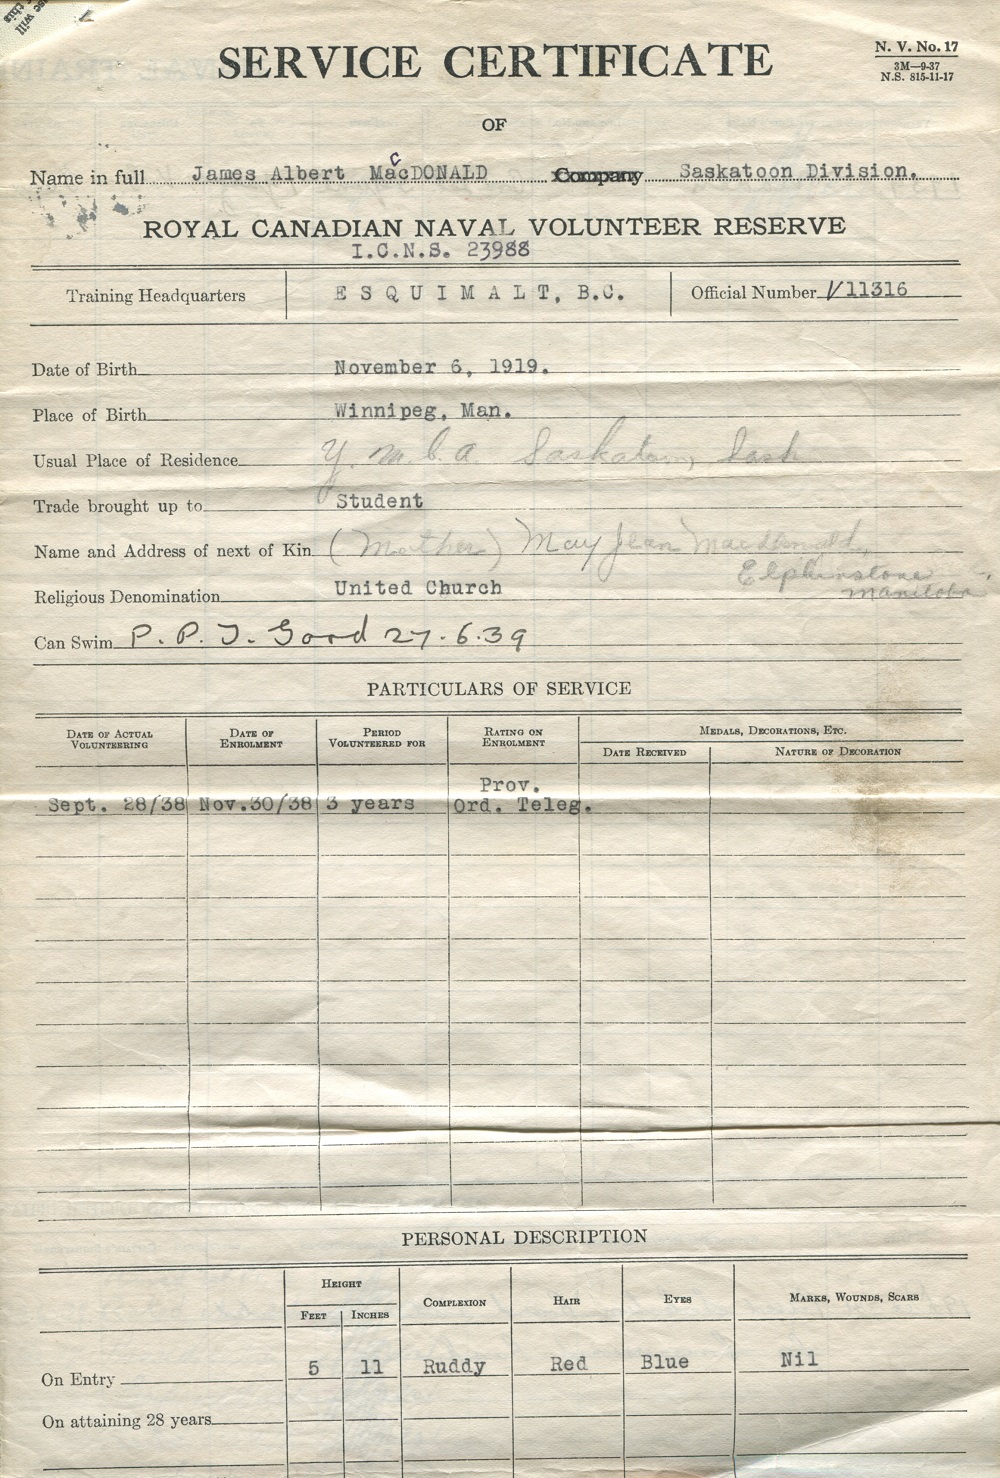 SERVICE CERTIFICATE
N. V. No. 17
3M—9-37
N.S. 815-11-17
OF
Name in full James Albert MacDONALD Company Saskatoon Division.
ROYAL CANADIAN NAVAL VOLUNTEER RESERVE
I.C.N.S. 23988
Training Headquarters ESQUIMALT, B.C. Official Number V11316
Date of Birth November 6, 1919.
Place of Birth Winnipeg, Man.
Usual Place of Residence Y.M.C.A. Saskatoon, Sask
Trade brought up to Student
Name and Address of next of Kin (Mother) May Jean Macdonald,
Elphinstone
Manitoba
Religious Denomination United Church
Can Swim P. P. T. Good 27.6.39
PARTICULARS OF SERVICE
DATE OF ACTUAL VOLUNTEERING DATE OF ENROLMENT PERIOD VOLUNTEERED FOR RATING ON ENROLMENT MEDALS, DECORATIONS, ETC.
DATE RECEIVED NATURE OF DECORATION
Prov.
Sept. 28/38 Nov.30/38 3 years Ord. Teleg.
PERSONAL DESCRIPTION
HEIGHT COMPLEXION HAIR EYES MARKS, WOUNDS, SCARS
FEET INCHES
On Entry 5 11 Ruddy Red Blue Nil
On attaining 28 years